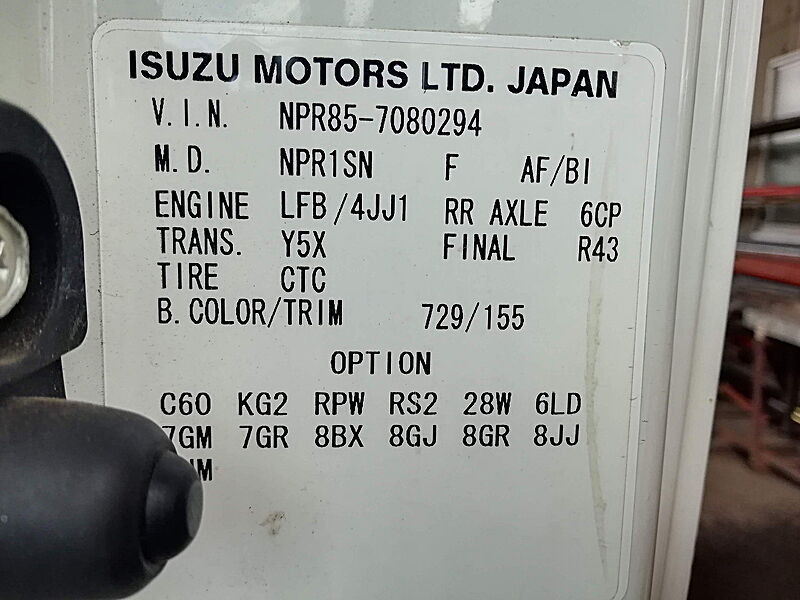 ISUZU MOTORS LTD. JAPAN
V.I.N. NPR85-7080294
M.D. NPR1SN F AF/BI
ENGINE LFB/4JJ1 RR AXLE 6CP
TRANS. Y5X FINAL R43
TIRE CTC
B.COLOR/TRIM 729/155
OPTION
C60 KG2 RPW RS2 28W 6LD
7GM 7GR 8BX 8GJ 8GR 8JJ